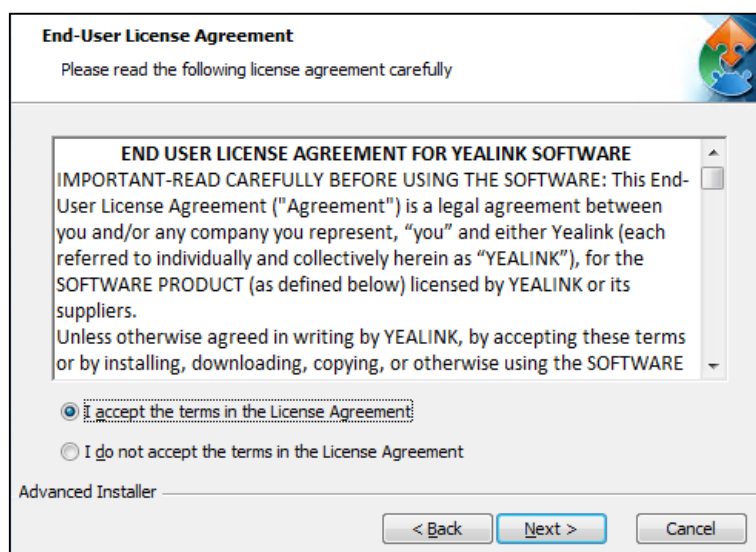 End-User License Agreement
Please read the following license agreement carefully
END USER LICENSE AGREEMENT FOR YEALINK SOFTWARE
IMPORTANT-READ CAREFULLY BEFORE USING THE SOFTWARE: This End-
User License Agreement ("Agreement") is a legal agreement between
you and/or any company you represent, “you” and either Yealink (each
referred to individually and collectively herein as “YEALINK”), for the
SOFTWARE PRODUCT (as defined below) licensed by YEALINK or its
suppliers.
Unless otherwise agreed in writing by YEALINK, by accepting these terms
or by installing, downloading, copying, or otherwise using the SOFTWARE
I accept the terms in the License Agreement
I do not accept the terms in the License Agreement
Advanced Installer
< Back Next > Cancel